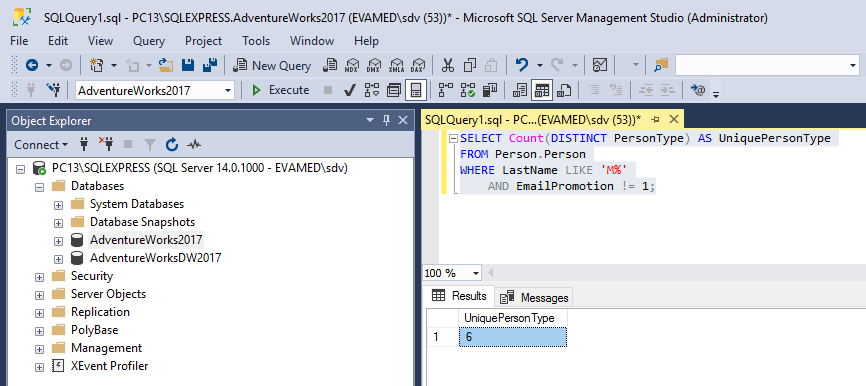 SQLQuery1.sql - PC13\SQLEXPRESS.AdventureWorks2017 (EVAMED\sdv (53))* - Microsoft SQL Server Management Studio (Administrator)
File Edit View Query Project Tools Window Help
New Query MDX DMX XMLA DAX
AdventureWorks2017 Execute
Object Explorer
Connect
PC13\SQLEXPRESS (SQL Server 14.0.1000 - EVAMED\sdv)
Databases
System Databases
Database Snapshots
AdventureWorks2017
AdventureWorksDW2017
Security
Server Objects
Replication
PolyBase
Management
XEvent Profiler
SQLQuery1.sql - PC...(EVAMED\sdv (53))*
SELECT Count(DISTINCT PersonType) AS UniquePersonType
FROM Person.Person
WHERE LastName LIKE 'M%'
AND EmailPromotion != 1;
100 %
Results Messages
UniquePersonType
1 6